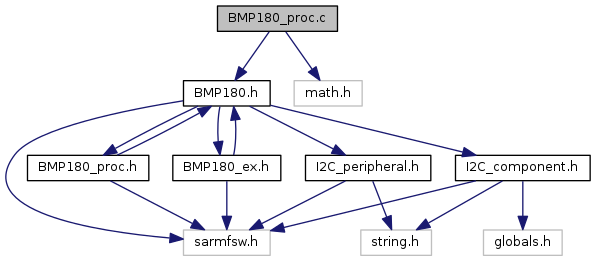 BMP180_proc.c
BMP180.h
math.h
BMP180_proc.h
BMP180_ex.h
I2C_peripheral.h
I2C_component.h
sarmfsw.h
string.h
globals.h